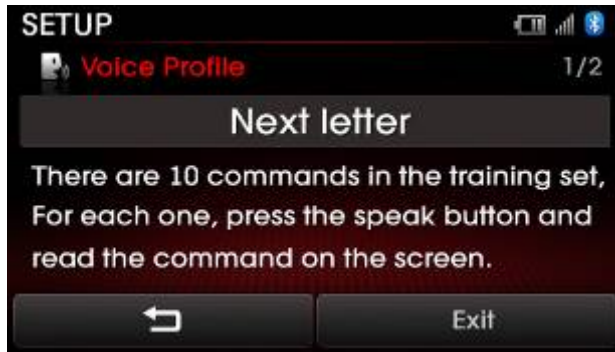 SETUP
Voice Profile
1/2
Next letter
There are 10 commands in the training set,
For each one, press the speak button and
read the command on the screen.
Exit